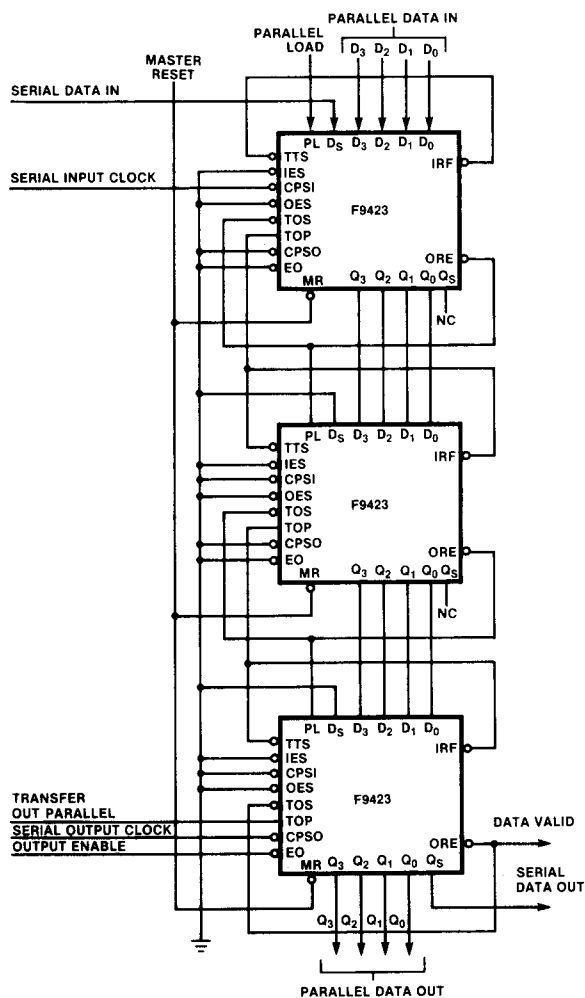 PARALLEL DATA IN
PARALLEL
LOAD
D3 D2 D1 D0
MASTER
RESET
SERIAL DATA IN
PL DS D3 D2 D1 D0
TTS
IRF
IES
SERIAL INPUT CLOCK
CPSI
OES
F9423
TOS
TOP
CPSO
ORE
EO
MR
Q3 Q2 Q1 Q0 QS
NC
PL DS D3 D2 D1 D0
TTS
IRF
IES
CPSI
OES
F9423
TOS
TOP
CPSO
ORE
EO
MR
Q3 Q2 Q1 Q0 QS
NC
PL DS D3 D2 D1 D0
TTS
IRF
IES
CPSI
OES
F9423
TRANSFER
OUT PARALLEL
TOS
TOP
SERIAL OUTPUT CLOCK
CPSO
OUTPUT ENABLE
EO
ORE
DATA VALID
MR
Q3 Q2 Q1 Q0 QS
SERIAL
DATA OUT
Q3 Q2 Q1 Q0
PARALLEL DATA OUT